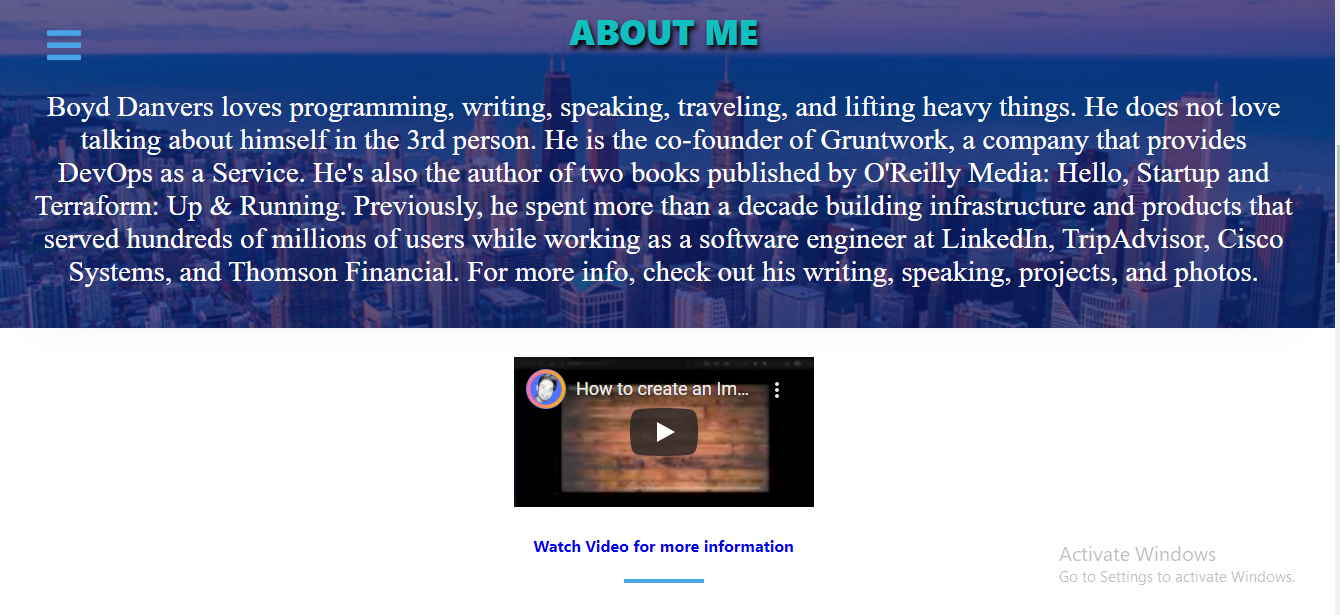 ABOUT ME
Boyd Danvers loves programming, writing, speaking, traveling, and lifting heavy things. He does not love
talking about himself in the 3rd person. He is the co-founder of Gruntwork, a company that provides
DevOps as a Service. He's also the author of two books published by O'Reilly Media: Hello, Startup and
Terraform: Up & Running. Previously, he spent more than a decade building infrastructure and products that
served hundreds of millions of users while working as a software engineer at LinkedIn, TripAdvisor, Cisco
Systems, and Thomson Financial. For more info, check out his writing, speaking, projects, and photos.
How to create an Im...
Watch Video for more information
Activate Windows
Go to Settings to activate Windows.